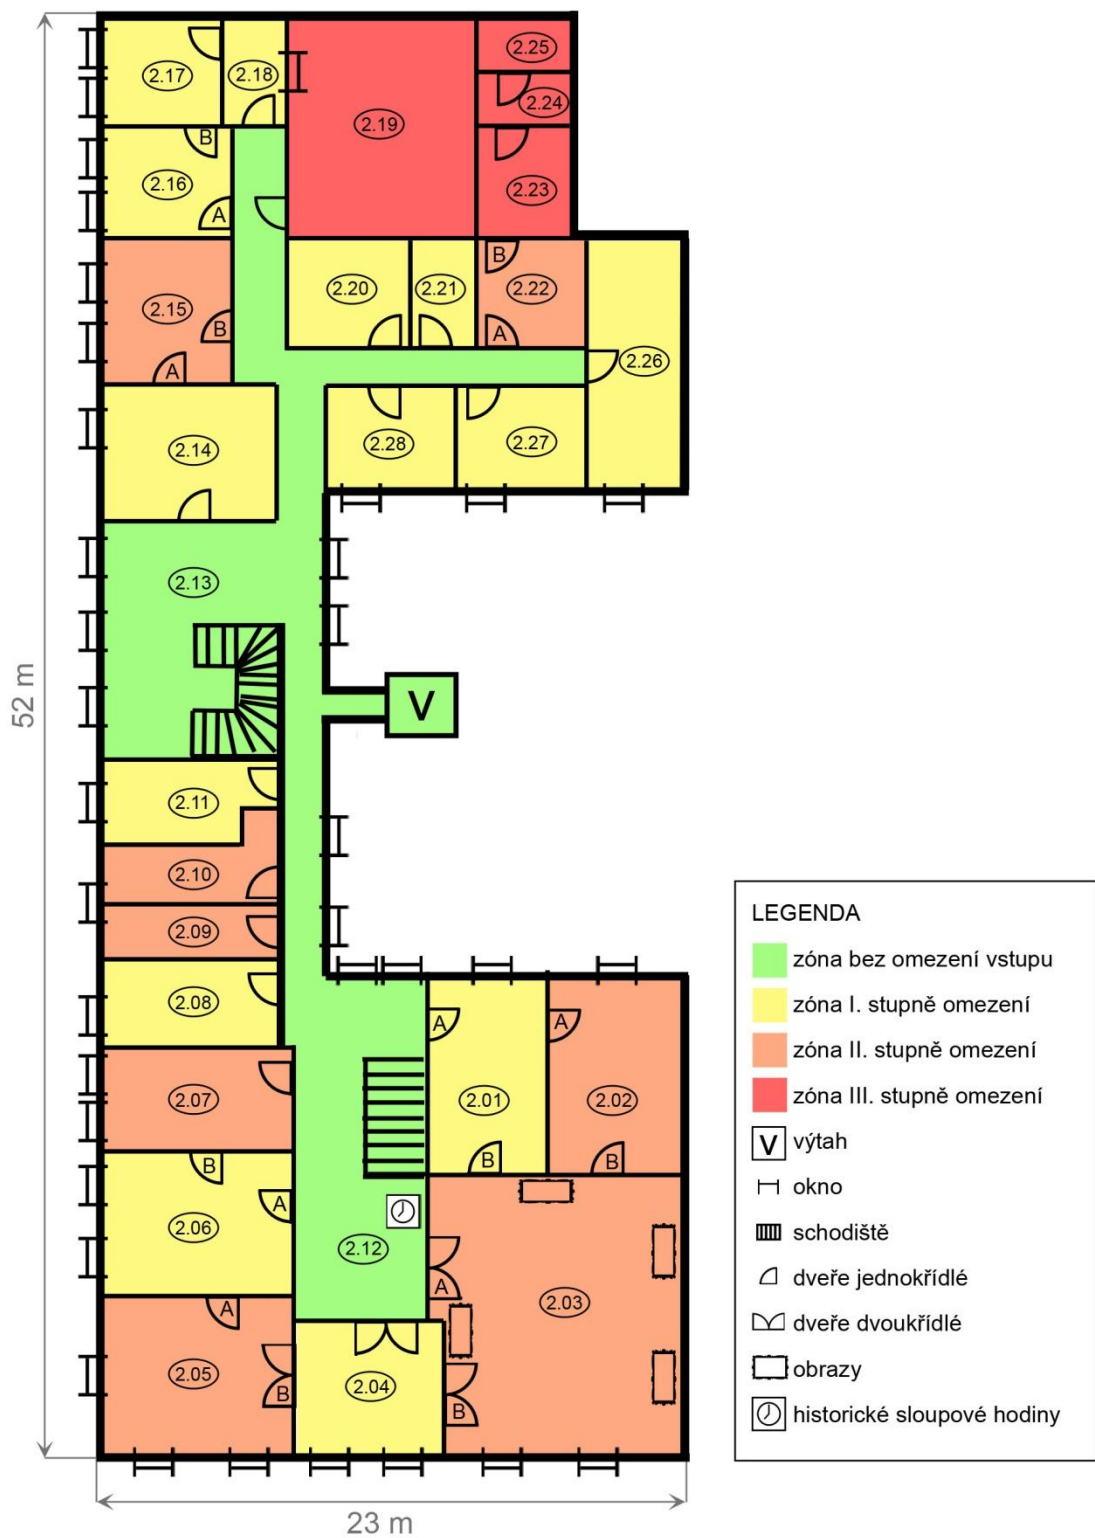 2.17
2.18
2.25
2.24
2.19
B
2.16
A
2.23
2.20
2.21
B
2.22
A
2.15
B
A
2.26
2.14
2.28
2.27
2.13
V
52 m
2.11
2.10
2.09
2.08
A
A
2.07
2.01
2.02
B
B
B
2.06
A
2.12
A
2.03
A
2.05
B
2.04
B
23 m
LEGENDA
zóna bez omezení vstupu
zóna I. stupně omezení
zóna II. stupně omezení
zóna III. stupně omezení
V výtah
okno
schodiště
dveře jednokřídlé
dveře dvoukřídlé
obrazy
historické sloupové hodiny